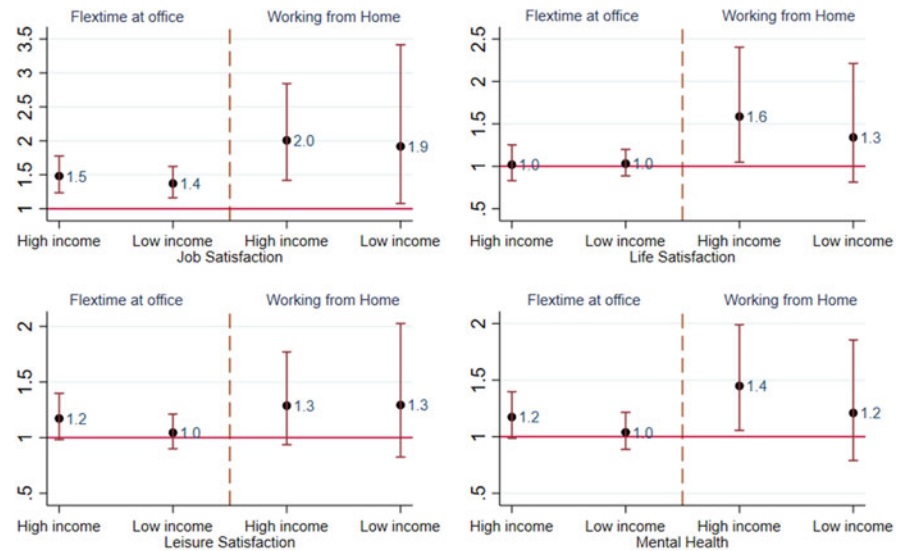 Flextime at office Working from Home
3.5
3
2.5
2
1.5
1
1.5
1.4
2.0
1.9
High income Low income High income Low income
Job Satisfaction
Flextime at office Working from Home
2.5
2
1.5
1
.5
1.0
1.0
1.6
1.3
High income Low income High income Low income
Life Satisfaction
Flextime at office Working from Home
2
1.5
1
.5
1.2
1.0
1.3
1.3
High income Low income High income Low income
Leisure Satisfaction
Flextime at office Working from Home
2
1.5
1
.5
1.2
1.0
1.4
1.2
High income Low income High income Low income
Mental Health